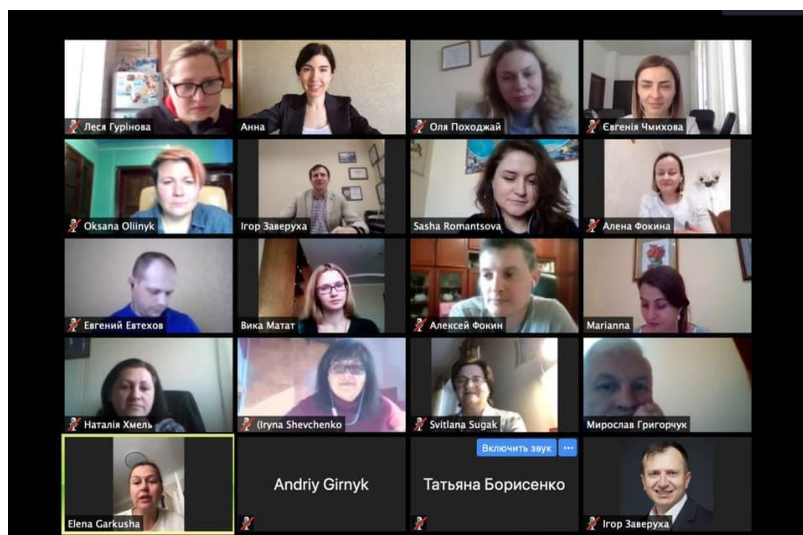 Леся Гурінова
Анна
Оля Походжай
Євгенія Чмихова
Oksana Oliinyk
Ігор Заверуха
Sasha Romantsova
Алена Фокина
Евгений Евтехов
Вика Матат
Алексей Фокин
Marianna
Наталія Хмель
(Iryna Shevchenko
Svitlana Sugak
Мирослав Григорчук
Elena Garkusha
Andriy Girnyk
Включить звук ...
Татьяна Борисенко
Ігор Заверуха